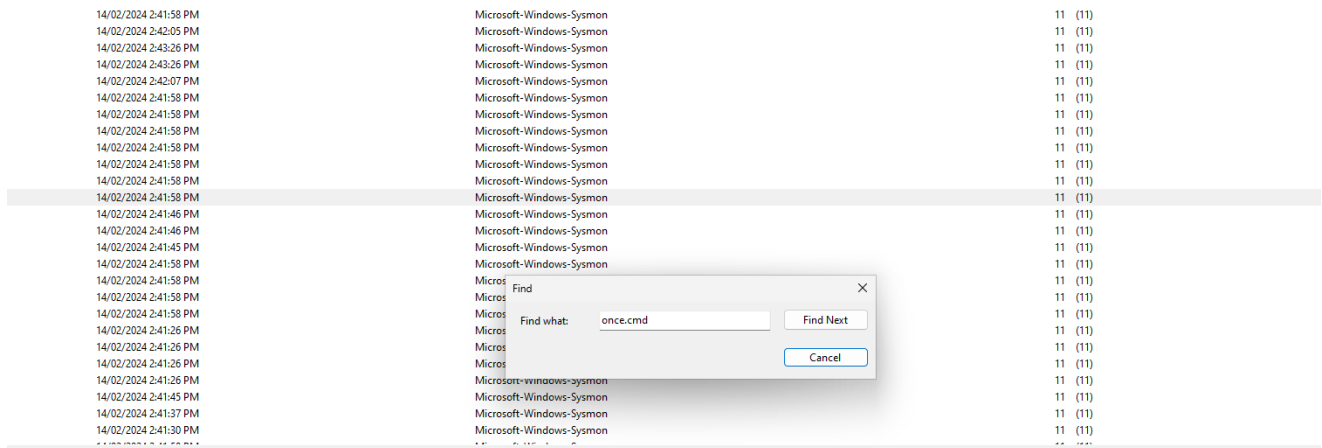 14/02/2024 2:41:58 PM Microsoft-Windows-Sysmon 11 (11)
14/02/2024 2:42:05 PM Microsoft-Windows-Sysmon 11 (11)
14/02/2024 2:43:26 PM Microsoft-Windows-Sysmon 11 (11)
14/02/2024 2:43:26 PM Microsoft-Windows-Sysmon 11 (11)
14/02/2024 2:42:07 PM Microsoft-Windows-Sysmon 11 (11)
14/02/2024 2:41:58 PM Microsoft-Windows-Sysmon 11 (11)
14/02/2024 2:41:58 PM Microsoft-Windows-Sysmon 11 (11)
14/02/2024 2:41:58 PM Microsoft-Windows-Sysmon 11 (11)
14/02/2024 2:41:58 PM Microsoft-Windows-Sysmon 11 (11)
14/02/2024 2:41:58 PM Microsoft-Windows-Sysmon 11 (11)
14/02/2024 2:41:58 PM Microsoft-Windows-Sysmon 11 (11)
14/02/2024 2:41:58 PM Microsoft-Windows-Sysmon 11 (11)
14/02/2024 2:41:46 PM Microsoft-Windows-Sysmon 11 (11)
14/02/2024 2:41:46 PM Microsoft-Windows-Sysmon 11 (11)
14/02/2024 2:41:45 PM Microsoft-Windows-Sysmon 11 (11)
14/02/2024 2:41:58 PM Microsoft-Windows-Sysmon 11 (11)
14/02/2024 2:41:58 PM Micros 11 (11)
14/02/2024 2:41:58 PM Micros 11 (11)
14/02/2024 2:41:58 PM Micros 11 (11)
14/02/2024 2:41:26 PM Micros 11 (11)
14/02/2024 2:41:26 PM Micros 11 (11)
14/02/2024 2:41:26 PM Micros 11 (11)
14/02/2024 2:41:26 PM Microsoft-Windows-Sysmon 11 (11)
14/02/2024 2:41:45 PM Microsoft-Windows-Sysmon 11 (11)
14/02/2024 2:41:37 PM Microsoft-Windows-Sysmon 11 (11)
14/02/2024 2:41:30 PM Microsoft-Windows-Sysmon 11 (11)
Find
Find what: once.cmd Find Next
Cancel